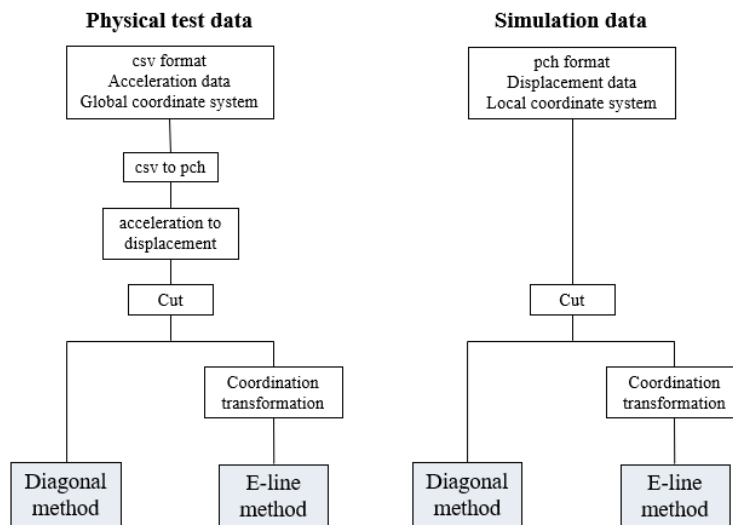 Physical test data
csv format
Acceleration data
Global coordinate system
csv to pch
acceleration to
displacement
Cut
Coordination
transformation
Diagonal
method
E-line
method
Simulation data
pch format
Displacement data
Local coordinate system
Cut
Coordination
transformation
Diagonal
method
E-line
method